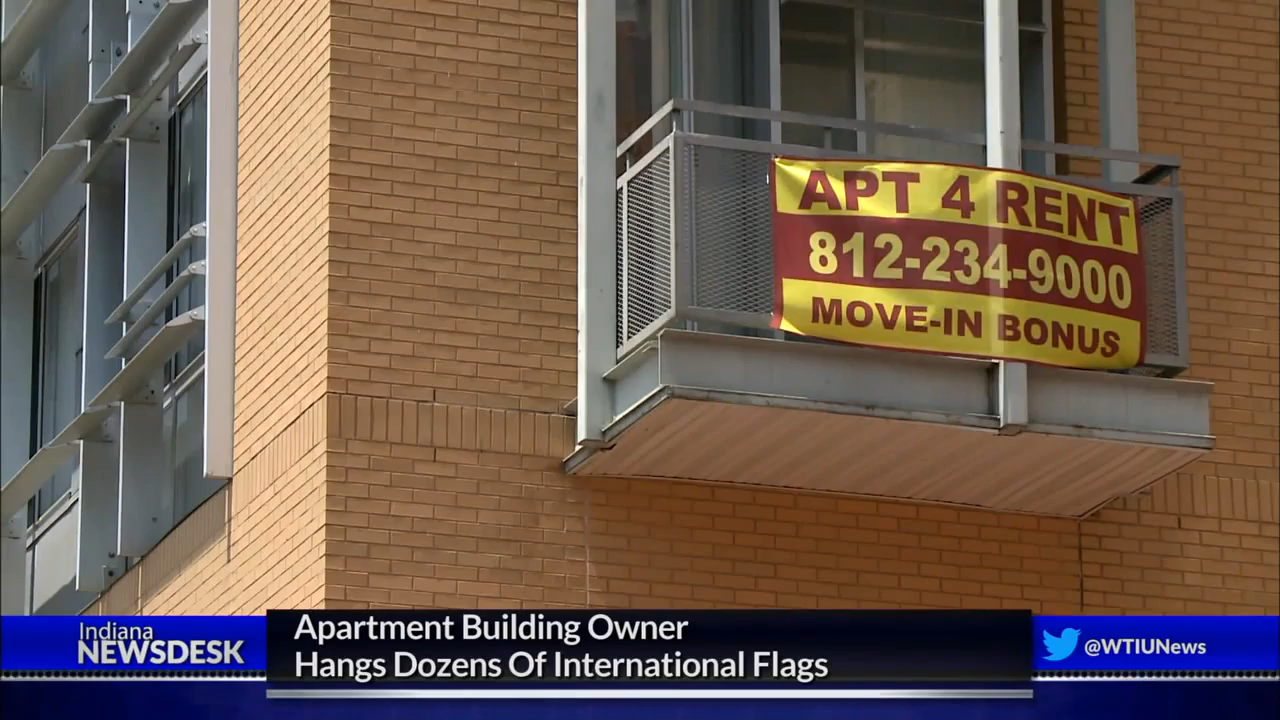 APT 4 RENT
812-234-9000
MOVE-IN BONUS
Indiana
NEWSDESK
Apartment Building Owner
Hangs Dozens Of International Flags
@WTIUNews